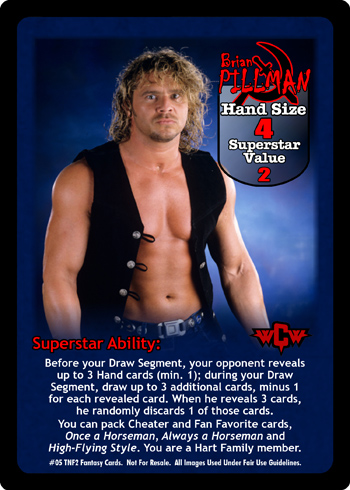 Brian
PILLMAN
Hand Size
4
Superstar
Value
2
WCW
Superstar Ability:
Before your Draw Segment, your opponent reveals
up to 3 Hand cards (min. 1); during your Draw
Segment, draw up to 3 additional cards, minus 1
for each revealed card. When he reveals 3 cards,
he randomly discards 1 of those cards.
You can pack Cheater and Fan Favorite cards,
Once a Horseman, Always a Horseman and
High-Flying Style. You are a Hart Family member.
#05 TNF2 Fantasy Cards. Not For Resale. All Images Used Under Fair Use Guidelines.